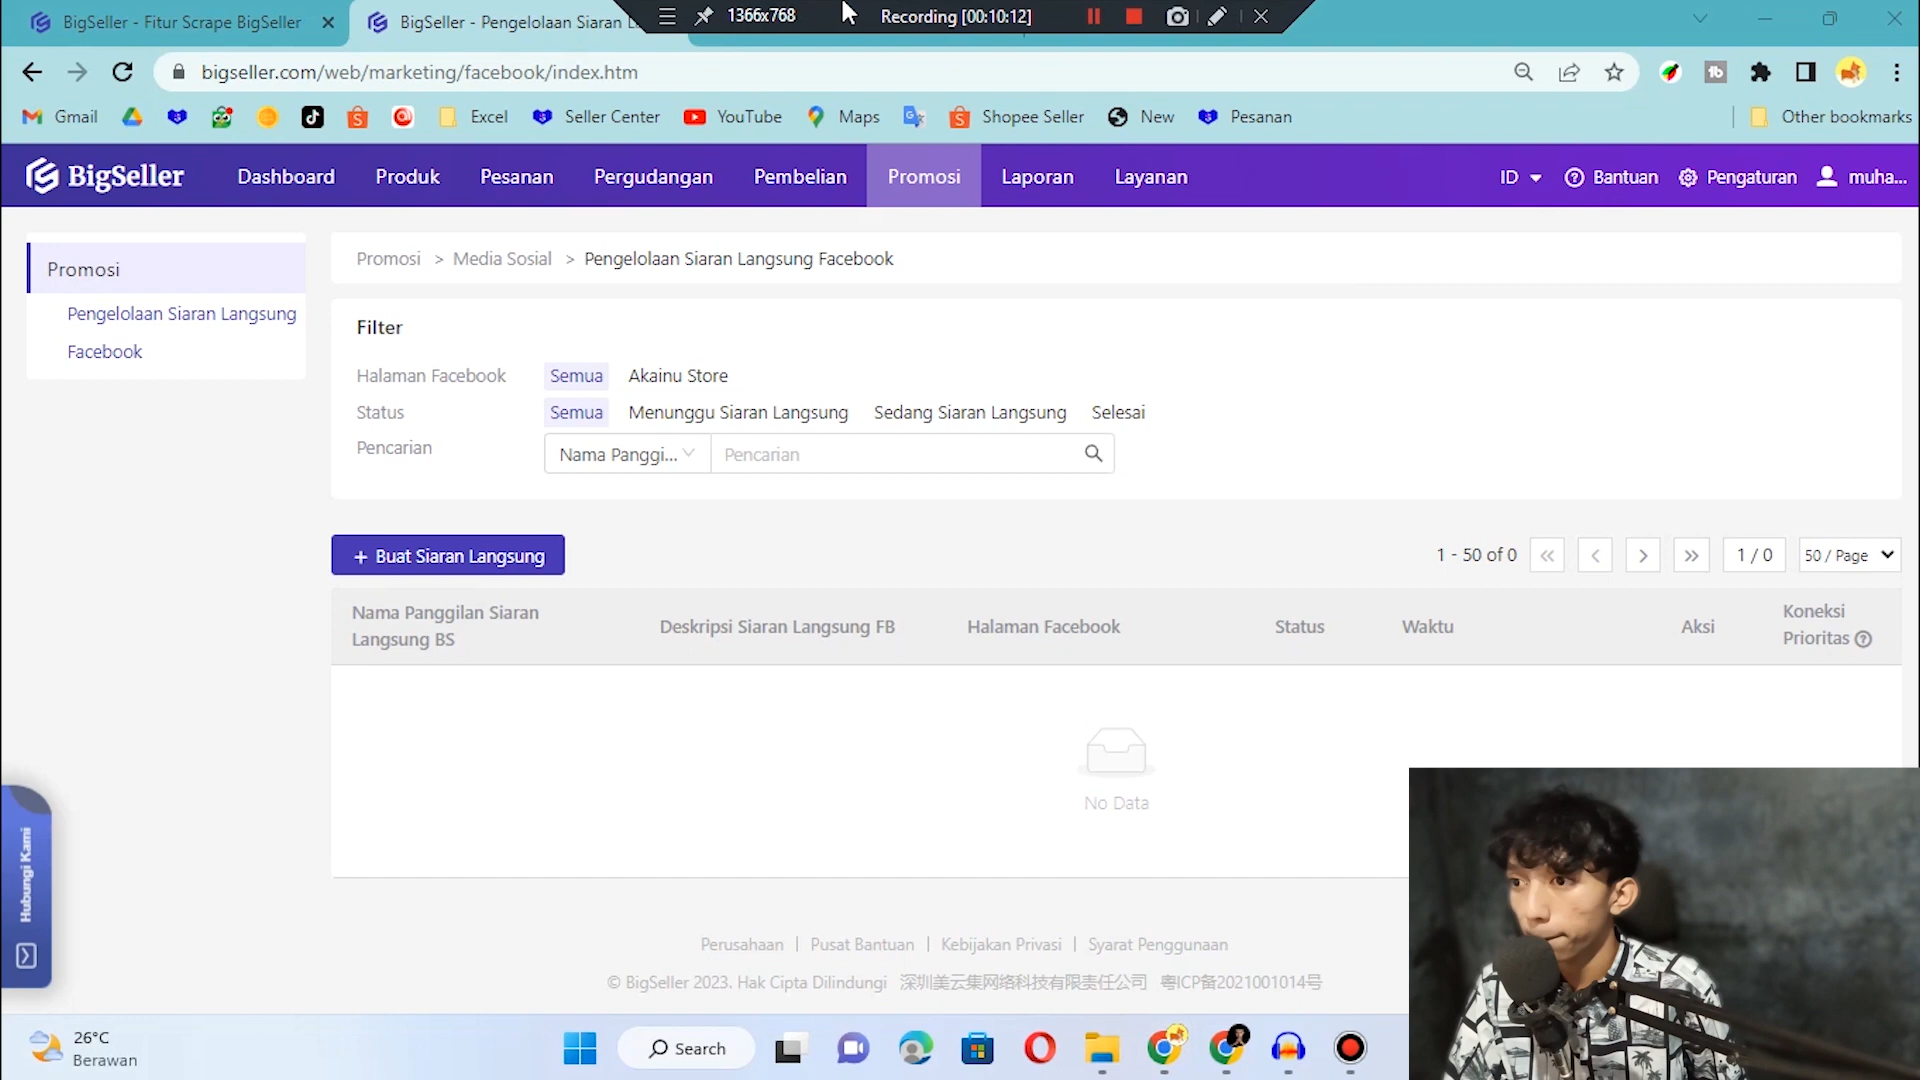 BigSeller - Fitur Scrape BigSeller
BigSeller - Pengelolaan Siaran L
1366x768
Recording [00:10:12]
bigseller.com/web/marketing/facebook/index.htm
Gmail
Excel
Seller Center
YouTube
Maps
Shopee Seller
New
Pesanan
Other bookmarks
BigSeller
Dashboard
Produk
Pesanan
Pergudangan
Pembelian
Promosi
Laporan
Layanan
ID
Bantuan
Pengaturan
muha...
Promosi
Pengelolaan Siaran Langsung
Facebook
Promosi > Media Sosial > Pengelolaan Siaran Langsung Facebook
Filter
Halaman Facebook Semua Akainu Store
Status Semua Menunggu Siaran Langsung Sedang Siaran Langsung Selesai
Pencarian Nama Panggi... Pencarian
+ Buat Siaran Langsung
1 - 50 of 0
1 / 0
50 / Page
Nama Panggilan Siaran
Langsung BS
Deskripsi Siaran Langsung FB
Halaman Facebook
Status
Waktu
Aksi
Koneksi
Prioritas
No Data
Hubungi Kami
Perusahaan | Pusat Bantuan | Kebijakan Privasi | Syarat Penggunaan
© BigSeller 2023. Hak Cipta Dilindungi 深圳美云集网络科技有限责任公司 粤ICP备2021001014号
26°C
Berawan
Search